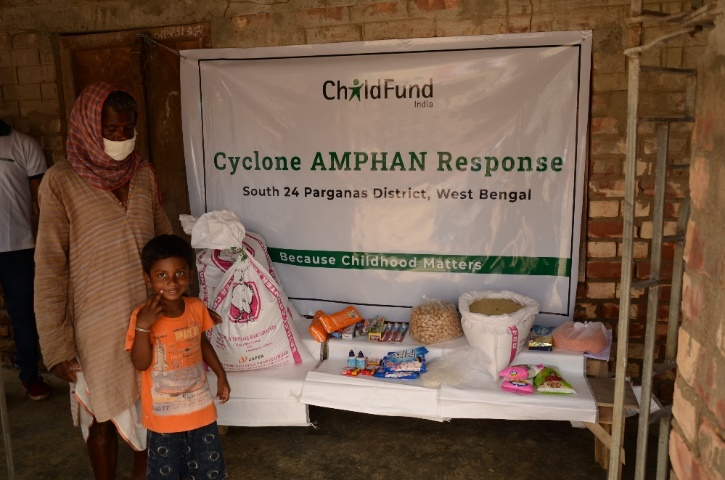 ChildFund
India
Cyclone AMPHAN Response
South 24 Parganas District, West Bengal
Because Childhood Matters